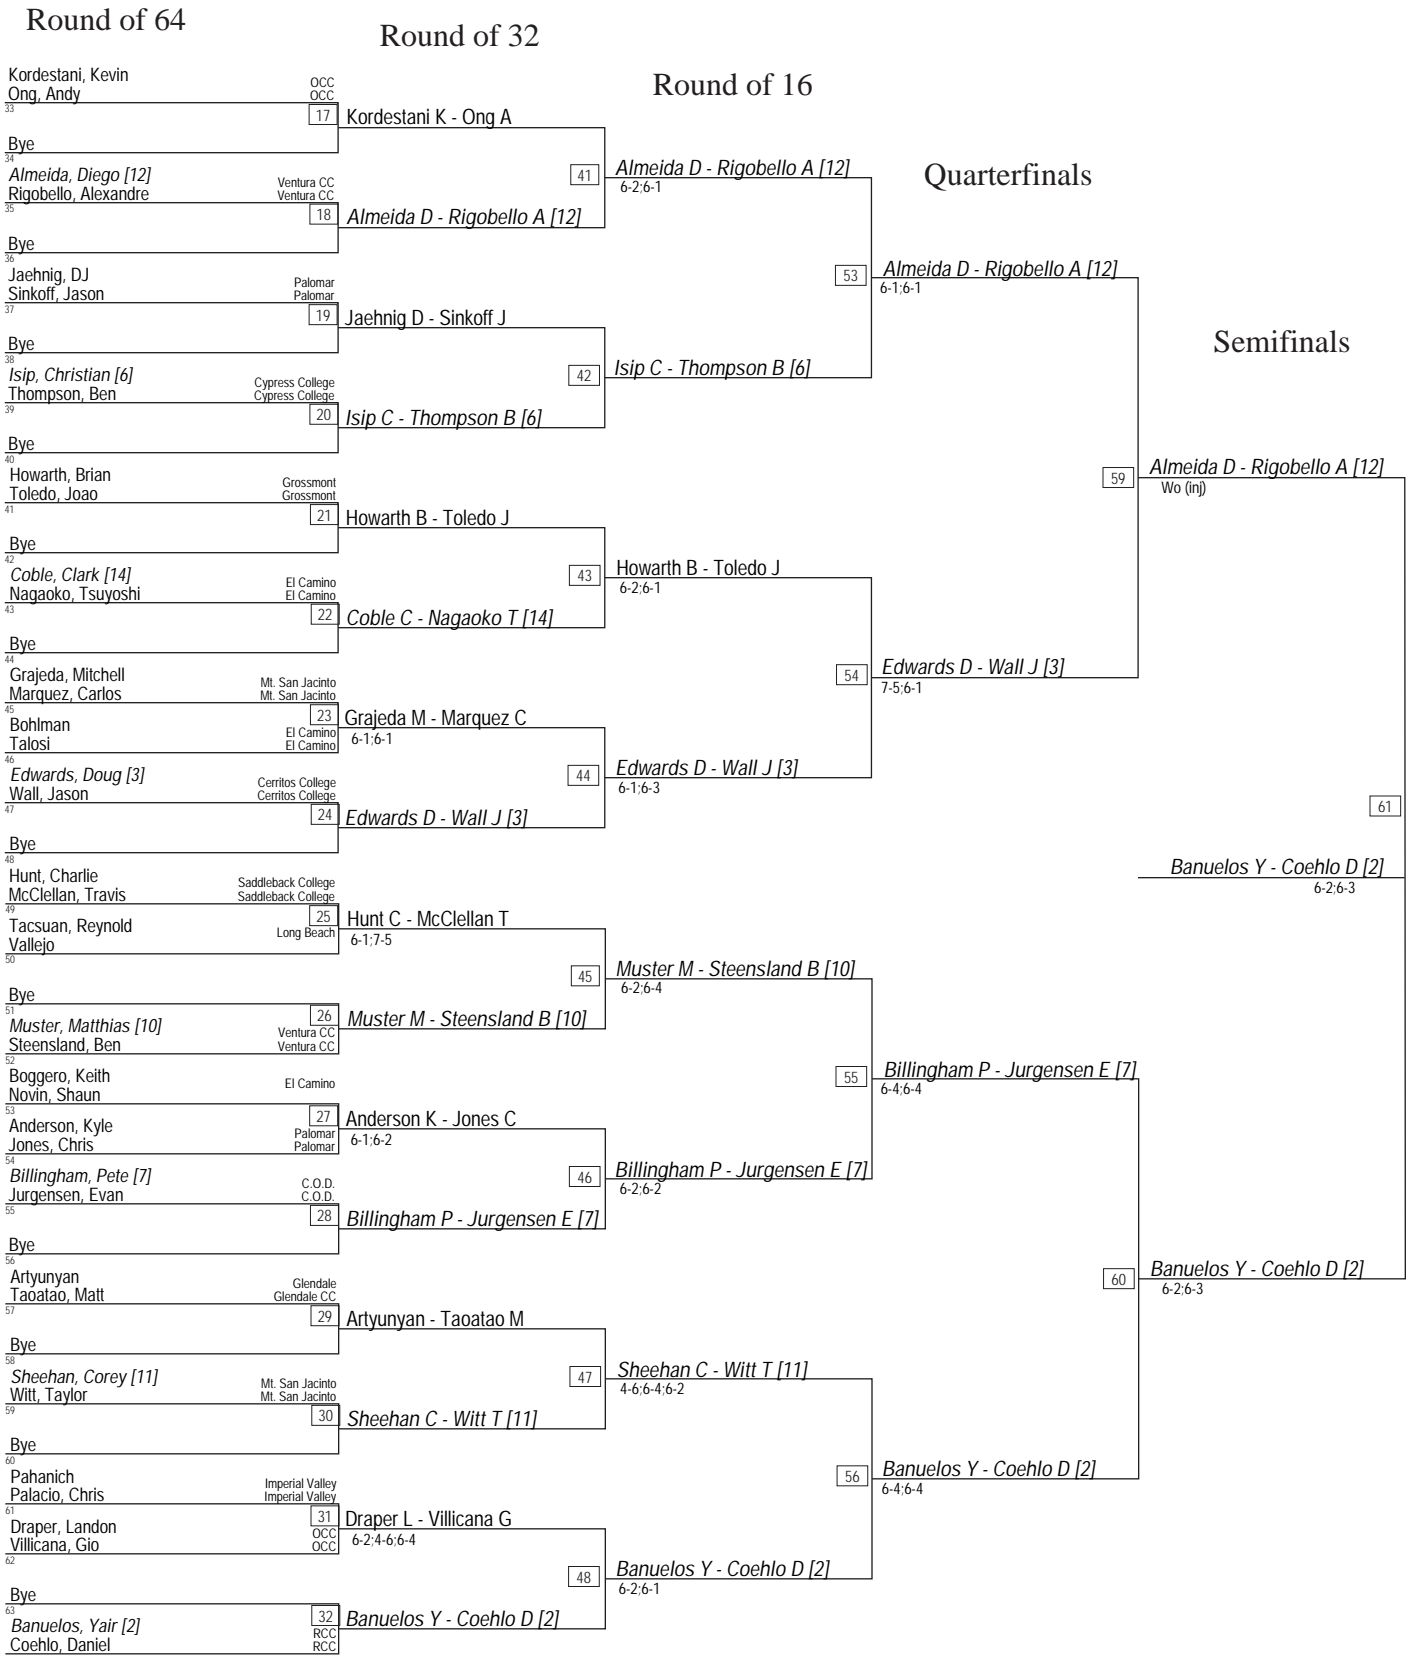 Round of 64
Round of 32
Round of 16
Quarterfinals
Semifinals
Kordestani, Kevin OCC
Ong, Andy OCC
33
17 Kordestani K - Ong A
Bye
34
Almeida, Diego [12] Ventura CC
Rigobello, Alexandre Ventura CC
35
18 Almeida D - Rigobello A [12]
Bye
36
Jaehnig, DJ Palomar
Sinkoff, Jason Palomar
37
19 Jaehnig D - Sinkoff J
Bye
38
Isip, Christian [6] Cypress College
Thompson, Ben Cypress College
39
20 Isip C - Thompson B [6]
Bye
40
Howarth, Brian Grossmont
Toledo, Joao Grossmont
41
21 Howarth B - Toledo J
Bye
42
Coble, Clark [14] El Camino
Nagaoko, Tsuyoshi El Camino
43
22 Coble C - Nagaoko T [14]
Bye
44
Grajeda, Mitchell Mt. San Jacinto
Marquez, Carlos Mt. San Jacinto
45
23 Grajeda M - Marquez C
6-1;6-1
Bohlman El Camino
Talosi El Camino
46
Edwards, Doug [3] Cerritos College
Wall, Jason Cerritos College
47
24 Edwards D - Wall J [3]
Bye
48
Hunt, Charlie Saddleback College
McClellan, Travis Saddleback College
49
25 Hunt C - McClellan T
6-1;7-5
Tacsuan, Reynold Long Beach
Vallejo
50
Bye
51
26 Muster M - Steensland B [10]
Muster, Matthias [10] Ventura CC
Steensland, Ben Ventura CC
52
Boggero, Keith El Camino
Novin, Shaun
53
27 Anderson K - Jones C
6-1;6-2
Anderson, Kyle Palomar
Jones, Chris Palomar
54
Billingham, Pete [7] C.O.D.
Jurgensen, Evan C.O.D.
55
28 Billingham P - Jurgensen E [7]
Bye
56
Artyunyan Glendale
Taoatao, Matt Glendale CC
57
29 Artyunyan - Taoatao M
Bye
58
Sheehan, Corey [11] Mt. San Jacinto
Witt, Taylor Mt. San Jacinto
59
30 Sheehan C - Witt T [11]
Bye
60
Pahanich Imperial Valley
Palacio, Chris Imperial Valley
61
31 Draper L - Villicana G
6-2;4-6;6-4
Draper, Landon OCC
Villicana, Gio OCC
62
Bye
63
32 Banuelos Y - Coehlo D [2]
Banuelos, Yair [2] RCC
Coehlo, Daniel RCC
41 Almeida D - Rigobello A [12]
6-2;6-1
42 Isip C - Thompson B [6]
43 Howarth B - Toledo J
6-2;6-1
44 Edwards D - Wall J [3]
6-1;6-3
45 Muster M - Steensland B [10]
6-2;6-4
46 Billingham P - Jurgensen E [7]
6-2;6-2
47 Sheehan C - Witt T [11]
4-6;6-4;6-2
48 Banuelos Y - Coehlo D [2]
6-2;6-1
53 Almeida D - Rigobello A [12]
6-1;6-1
54 Edwards D - Wall J [3]
7-5;6-1
55 Billingham P - Jurgensen E [7]
6-4;6-4
56 Banuelos Y - Coehlo D [2]
6-4;6-4
59 Almeida D - Rigobello A [12]
Wo (inj)
60 Banuelos Y - Coehlo D [2]
6-2;6-3
61
Banuelos Y - Coehlo D [2]
6-2;6-3